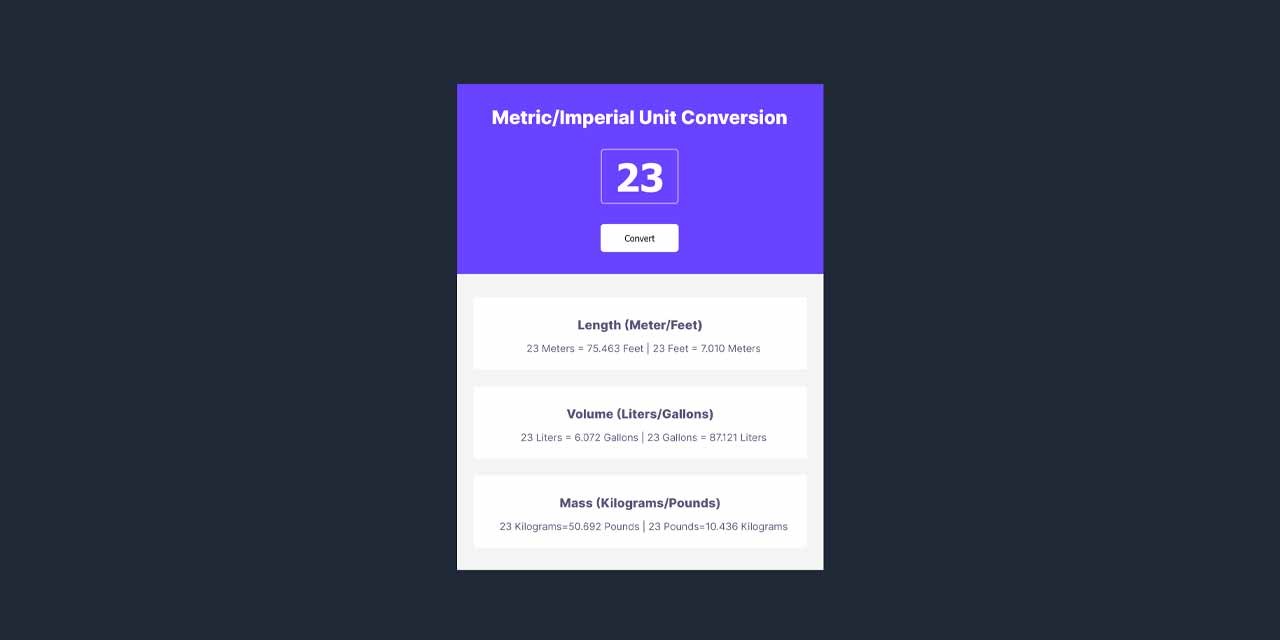 Metric/Imperial Unit Conversion
23
Convert
Length (Meter/Feet)
23 Meters = 75.463 Feet | 23 Feet = 7.010 Meters
Volume (Liters/Gallons)
23 Liters = 6.072 Gallons | 23 Gallons = 87.121 Liters
Mass (Kilograms/Pounds)
23 Kilograms=50.692 Pounds | 23 Pounds=10.436 Kilograms